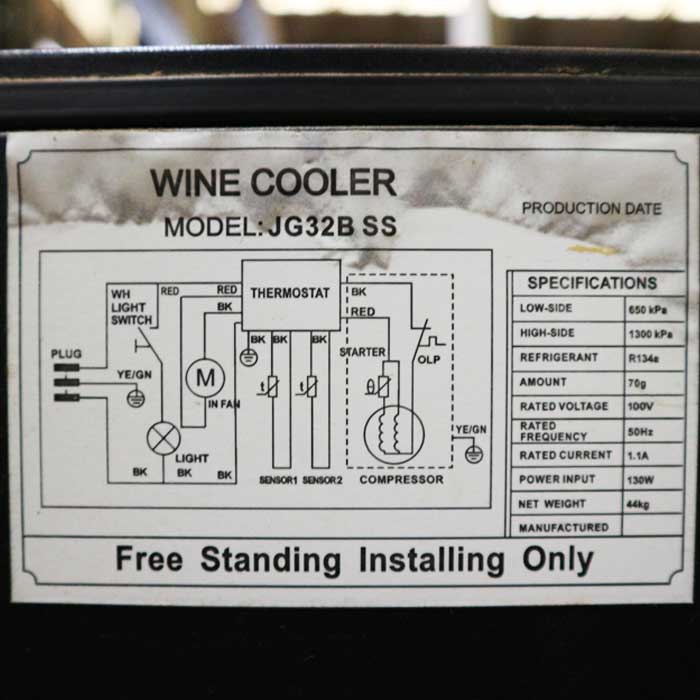 WINE COOLER
MODEL: JG32B SS
PRODUCTION DATE
WH
LIGHT
SWITCH
RED
RED
BK
THERMOSTAT
BK
RED
PLUG
YE/GN
M
IN FAN
BK
BK
BK
t
t
STARTER
θ
OLP
YE/GN
LIGHT
BK
BK
BK
SENSOR1
SENSOR2
COMPRESSOR
SPECIFICATIONS
LOW-SIDE 650 kPa
HIGH-SIDE 1300 kPa
REFRIGERANT R134a
AMOUNT 70g
RATED VOLTAGE 100V
RATED
FREQUENCY 50Hz
RATED CURRENT 1.1A
POWER INPUT 130W
NET WEIGHT 44kg
MANUFACTURED
Free Standing Installing Only